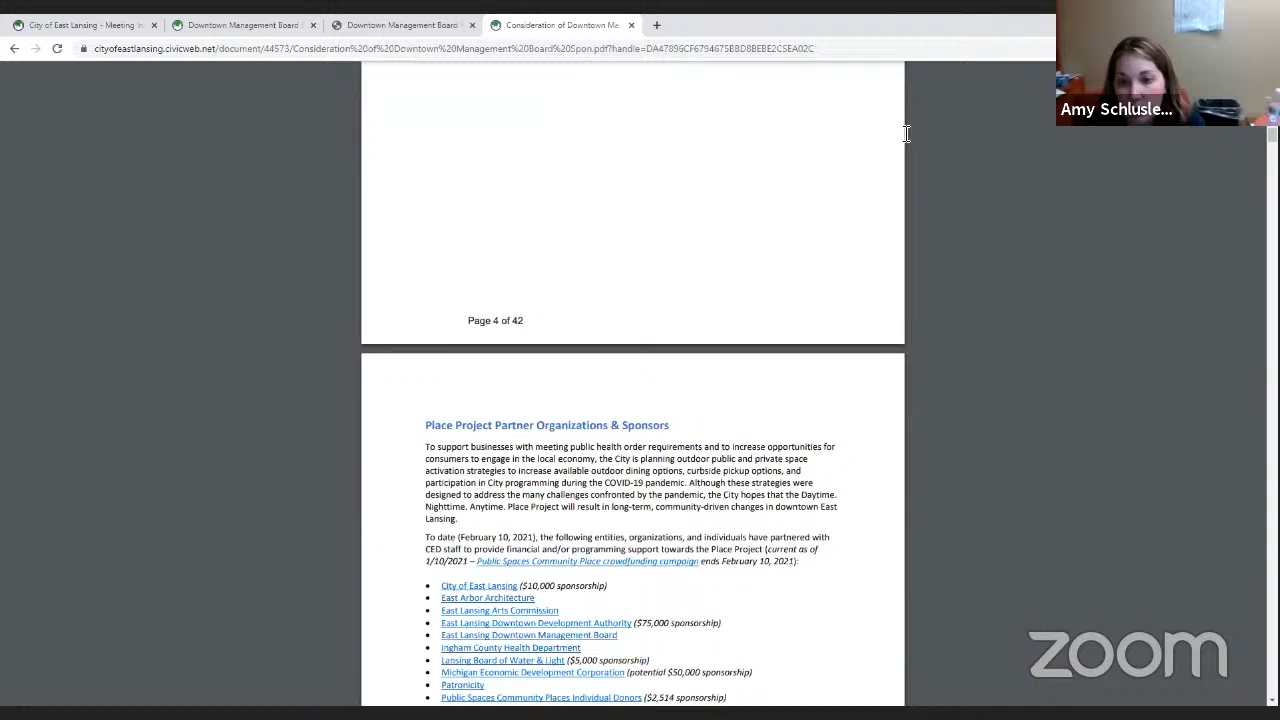 City of East Lansing - Meeting In
Downtown Management Board
Downtown Management Board
Consideration of Downtown Ma
cityofeastlansing.civicweb.net/document/44573/Consideration%20of%20Downtown%20Management%20Board%20Spon.pdf?handle=DA47896CF6794675BBD8BEBE2C5EA02C
Amy Schlusle...
Page 4 of 42
Place Project Partner Organizations & Sponsors
To support businesses with meeting public health order requirements and to increase opportunities for
consumers to engage in the local economy, the City is planning outdoor public and private space
activation strategies to increase available outdoor dining options, curbside pickup options, and
participation in City programming during the COVID-19 pandemic. Although these strategies were
designed to address the many challenges confronted by the pandemic, the City hopes that the Daytime.
Nighttime. Anytime. Place Project will result in long-term, community-driven changes in downtown East
Lansing.
To date (February 10, 2021), the following entities, organizations, and individuals have partnered with
CED staff to provide financial and/or programming support towards the Place Project (current as of
1/10/2021 – Public Spaces Community Place crowdfunding campaign ends February 10, 2021):
• City of East Lansing ($10,000 sponsorship)
• East Arbor Architecture
• East Lansing Arts Commission
• East Lansing Downtown Development Authority ($75,000 sponsorship)
• East Lansing Downtown Management Board
• Ingham County Health Department
• Lansing Board of Water & Light ($5,000 sponsorship)
• Michigan Economic Development Corporation (potential $50,000 sponsorship)
• Patronicity
• Public Spaces Community Places Individual Donors ($2,514 sponsorship)
zoom